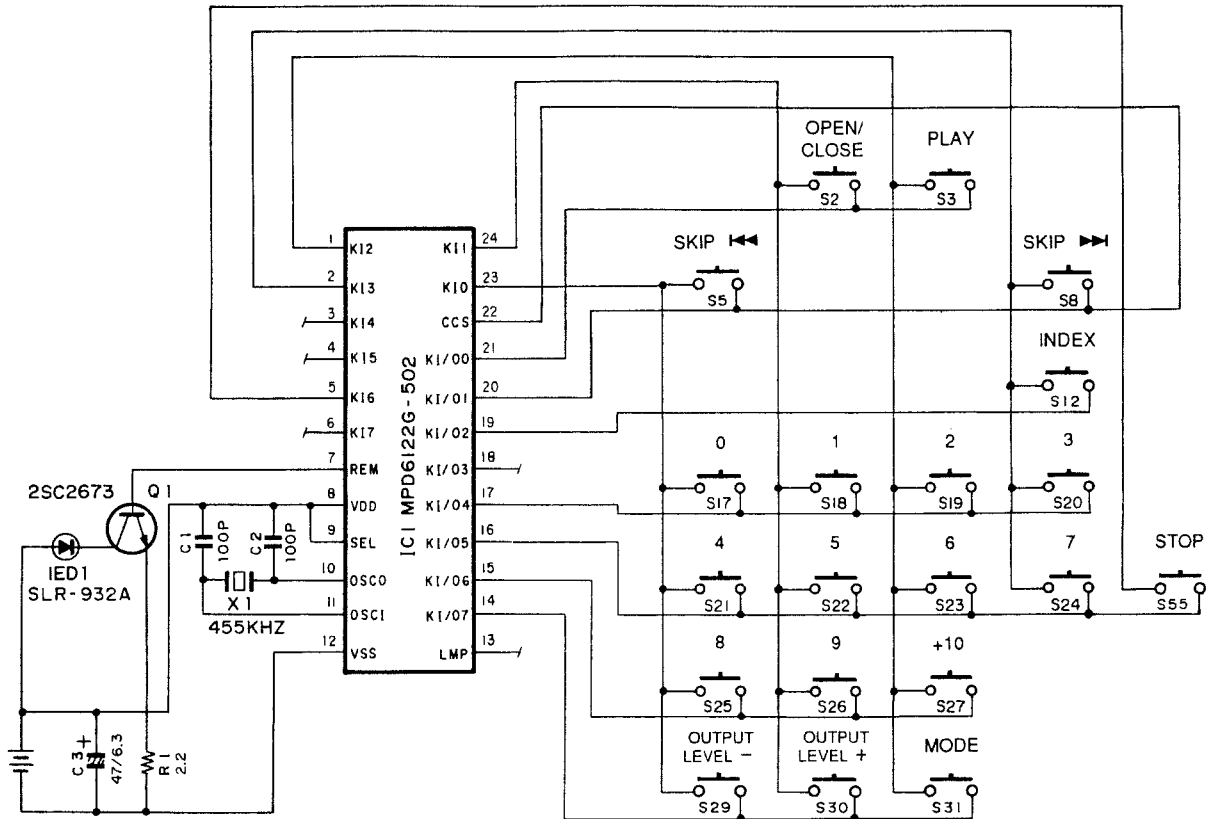 OPEN/
CLOSE
PLAY
S2
S3
SKIP
SKIP
S5
S8
INDEX
S12
0
1
2
3
S17
S18
S19
S20
4
5
6
7
STOP
S21
S22
S23
S24
S55
8
9
+10
S25
S26
S27
OUTPUT
LEVEL −
OUTPUT
LEVEL +
MODE
S29
S30
S31
IC1 MPD6122G-502
1 KI2
2 KI3
3 KI4
4 KI5
5 KI6
6 KI7
7 REM
8 VDD
9 SEL
10 OSCO
11 OSCI
12 VSS
24 KI1
23 KI0
22 CCS
21 KI/00
20 KI/01
19 KI/02
18 KI/03
17 KI/04
16 KI/05
15 KI/06
14 KI/07
13 LMP
2SC2673
Q1
IED1
SLR-932A
C1
100P
C2
100P
X1
455KHZ
C3
+
47/6.3
R1
2.2